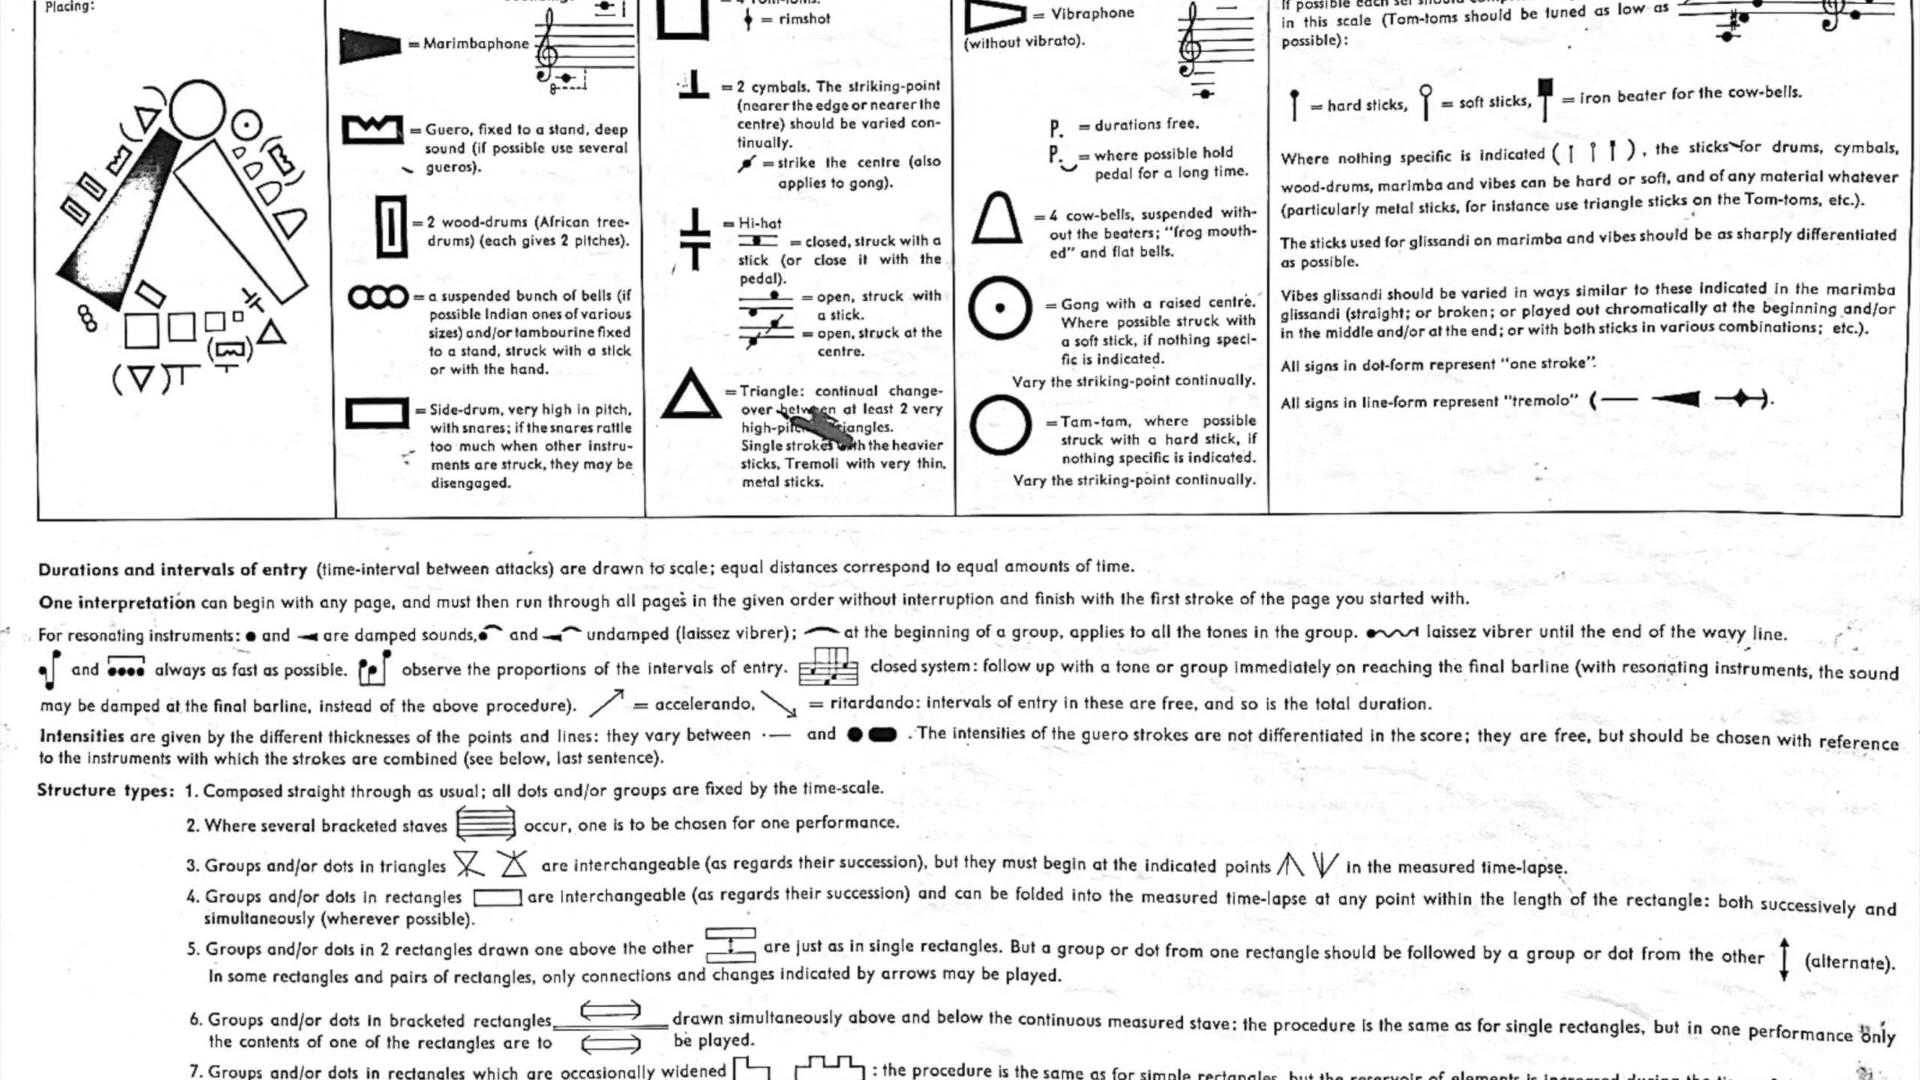 Placing:
= Marimbaphone
8
= Guero, fixed to a stand, deep
sound (if possible use several
gueros).
= 2 wood-drums (African tree-
drums) (each gives 2 pitches).
= a suspended bunch of bells (if
possible Indian ones of various
sizes) and/or tambourine fixed
to a stand, struck with a stick
or with the hand.
= Side-drum, very high in pitch,
with snares; if the snares rattle
too much when other instru-
ments are struck, they may be
disengaged.
= rimshot
= 2 cymbals. The striking-point
(nearer the edge or nearer the
centre) should be varied con-
tinually.
= strike the centre (also
applies to gong).
= Hi-hat
= closed, struck with a
stick (or close it with the
pedal).
= open, struck with
a stick.
= open, struck at the
centre.
= Triangle: continual change-
over between at least 2 very
high-pitched triangles.
Single strokes with the heavier
sticks, Tremoli with very thin,
metal sticks.
= Vibraphone
(without vibrato).
P. = durations free.
P. = where possible hold
pedal for a long time.
= 4 cow-bells, suspended with-
out the beaters; "frog mouth-
ed" and flat bells.
= Gong with a raised centre.
Where possible struck with
a soft stick, if nothing speci-
fic is indicated.
Vary the striking-point continually.
= Tam-tam, where possible
struck with a hard stick, if
nothing specific is indicated.
Vary the striking-point continually.
If possible each set should
in this scale (Tom-toms should be tuned as low as
possible):
= hard sticks, = soft sticks, = iron beater for the cow-bells.
Where nothing specific is indicated ( ), the sticks for drums, cymbals,
wood-drums, marimba and vibes can be hard or soft, and of any material whatever
(particularly metal sticks, for instance use triangle sticks on the Tom-toms, etc.).
The sticks used for glissandi on marimba and vibes should be as sharply differentiated
as possible.
Vibes glissandi should be varied in ways similar to these indicated in the marimba
glissandi (straight; or broken; or played out chromatically at the beginning and/or
in the middle and/or at the end; or with both sticks in various combinations; etc.).
All signs in dot-form represent "one stroke".
All signs in line-form represent "tremolo" ( ).
Durations and intervals of entry (time-interval between attacks) are drawn to scale; equal distances correspond to equal amounts of time.
One interpretation can begin with any page, and must then run through all pages in the given order without interruption and finish with the first stroke of the page you started with.
For resonating instruments: and are damped sounds, and undamped (laissez vibrer); at the beginning of a group, applies to all the tones in the group. laissez vibrer until the end of the wavy line.
and always as fast as possible. observe the proportions of the intervals of entry. closed system: follow up with a tone or group immediately on reaching the final barline (with resonating instruments, the sound
may be damped at the final barline, instead of the above procedure). = accelerando, = ritardando: intervals of entry in these are free, and so is the total duration.
Intensities are given by the different thicknesses of the points and lines: they vary between and . The intensities of the guero strokes are not differentiated in the score; they are free, but should be chosen with reference
to the instruments with which the strokes are combined (see below, last sentence).
Structure types: 1. Composed straight through as usual; all dots and/or groups are fixed by the time-scale.
2. Where several bracketed staves occur, one is to be chosen for one performance.
3. Groups and/or dots in triangles are interchangeable (as regards their succession), but they must begin at the indicated points in the measured time-lapse.
4. Groups and/or dots in rectangles are interchangeable (as regards their succession) and can be folded into the measured time-lapse at any point within the length of the rectangle: both successively and
simultaneously (wherever possible).
5. Groups and/or dots in 2 rectangles drawn one above the other are just as in single rectangles. But a group or dot from one rectangle should be followed by a group or dot from the other (alternate).
In some rectangles and pairs of rectangles, only connections and changes indicated by arrows may be played.
6. Groups and/or dots in bracketed rectangles drawn simultaneously above and below the continuous measured stave: the procedure is the same as for single rectangles, but in one performance only
the contents of one of the rectangles are to be played.
7. Groups and/or dots in rectangles which are occasionally widened : the procedure is the same as for simple rectangles, but the reservoir of elements is increased during the